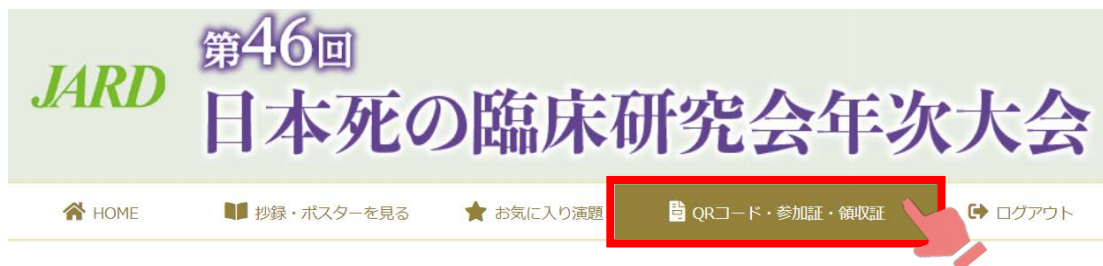 JARD
第46回
日本死の臨床研究会年次大会
HOME
抄録・ポスターを見る
お気に入り演題
QRコード・参加証・領収証
ログアウト